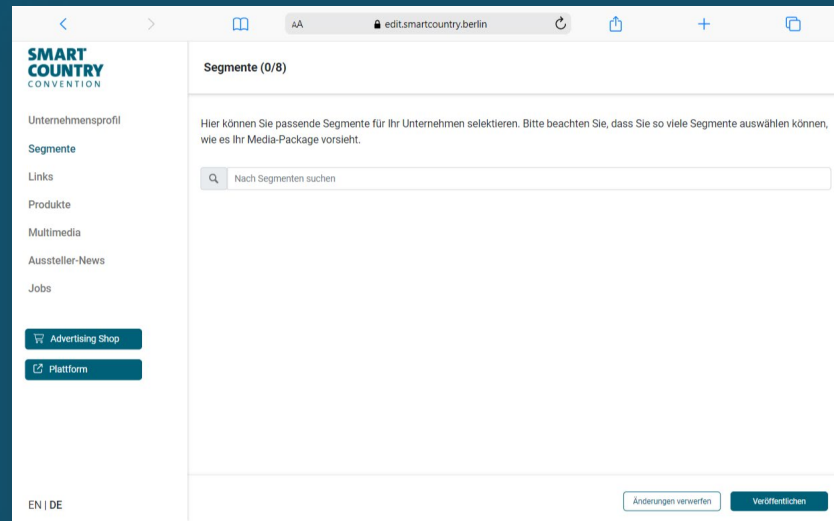 AA edit.smartcountry.berlin
SMART
COUNTRY
CONVENTION
Unternehmensprofil
Segmente
Links
Produkte
Multimedia
Aussteller-News
Jobs
Advertising Shop
Plattform
EN | DE
Segmente (0/8)
Hier können Sie passende Segmente für Ihr Unternehmen selektieren. Bitte beachten Sie, dass Sie so viele Segmente auswählen können,
wie es Ihr Media-Package vorsieht.
Nach Segmenten suchen
Änderungen verwerfen
Veröffentlichen